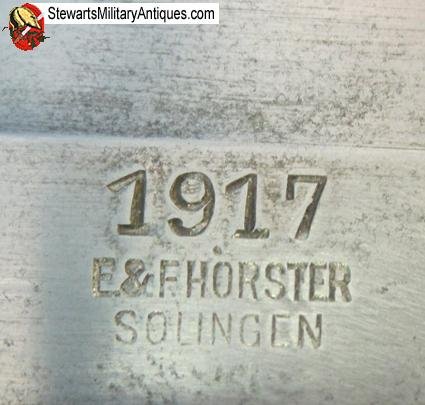 StewartsMilitaryAntiques.com
1917
E.&F.HÖRSTER
SOLINGEN